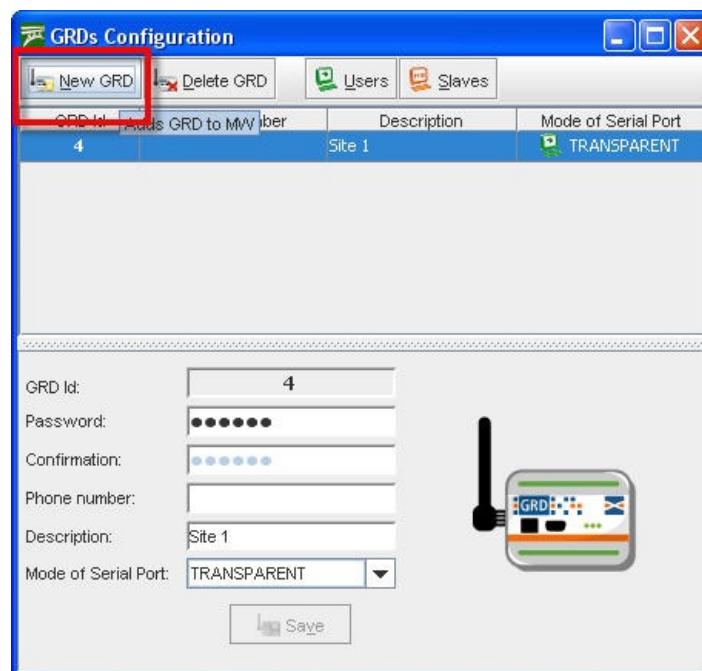 GRDs Configuration
New GRD Delete GRD Users Slaves
GRD Id Adds GRD to MW Description Mode of Serial Port
4 Site 1 TRANSPARENT
GRD Id: 4
Password: ●●●●●●
Confirmation: ●●●●●●
Phone number:
GRD
Description: Site 1
Mode of Serial Port: TRANSPARENT
Save